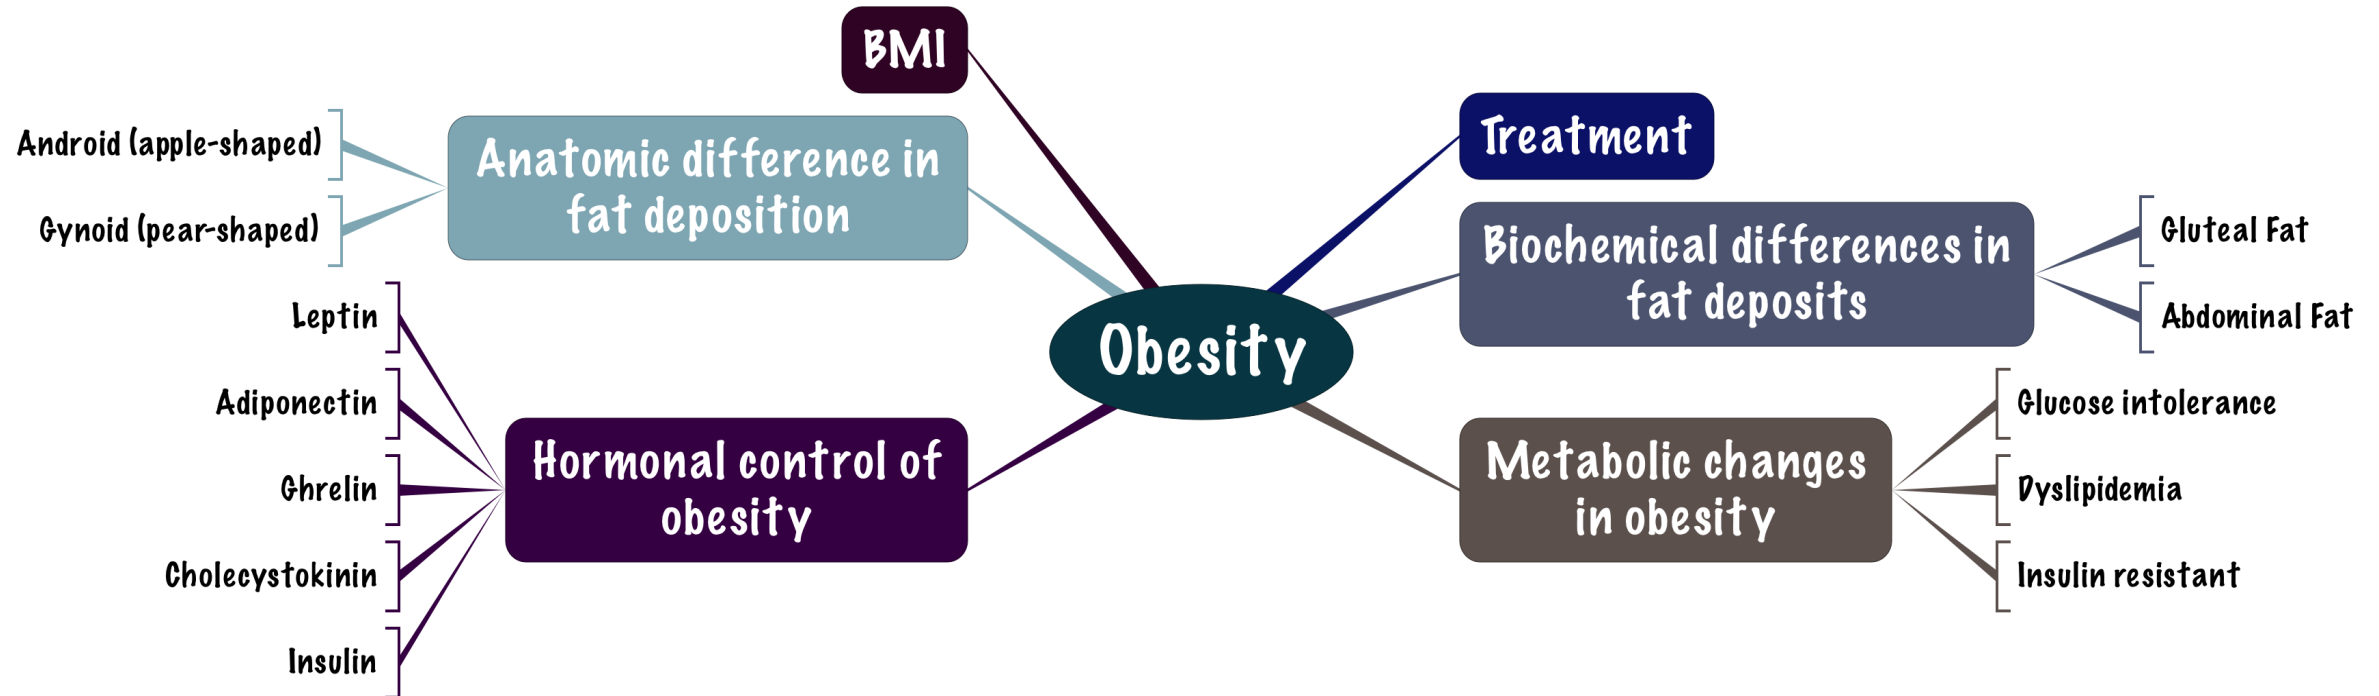 BMI
Anatomic difference in
fat deposition
Android (apple-shaped)
Gynoid (pear-shaped)
Hormonal control of
obesity
Leptin
Adiponectin
Ghrelin
Cholecystokinin
Insulin
Obesity
Treatment
Biochemical differences in
fat deposits
Gluteal Fat
Abdominal Fat
Metabolic changes
in obesity
Glucose intolerance
Dyslipidemia
Insulin resistant